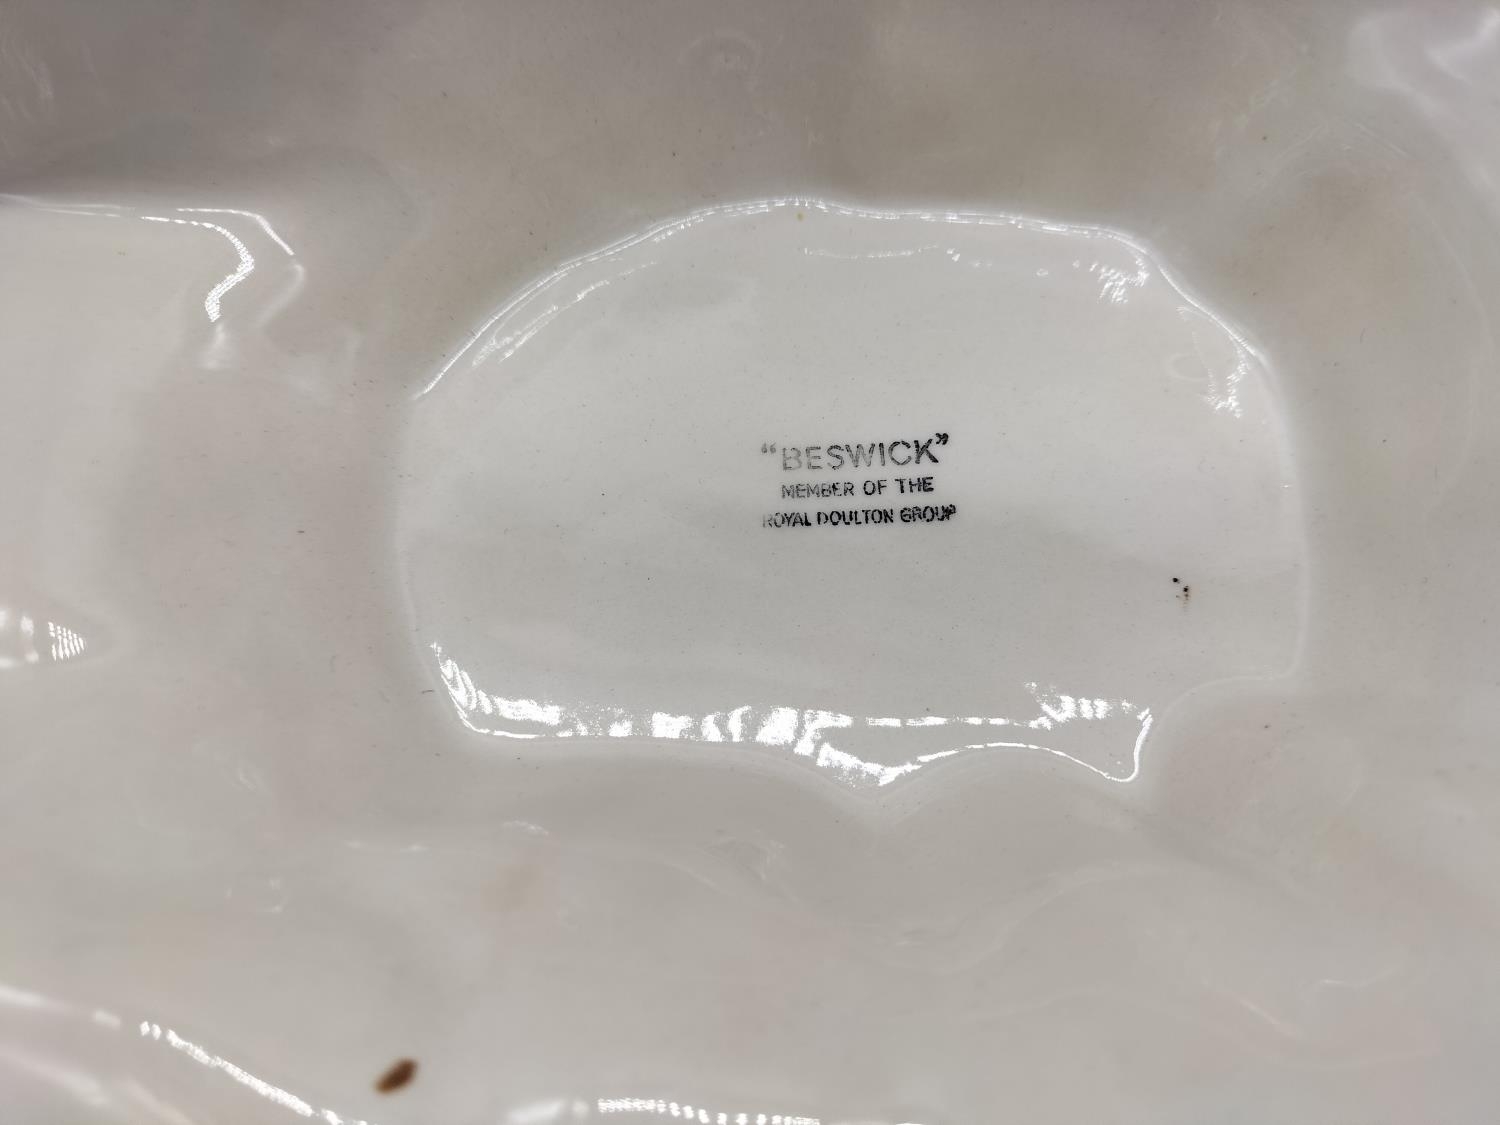 “BESWICK”
MEMBER OF THE
ROYAL DOULTON GROUP